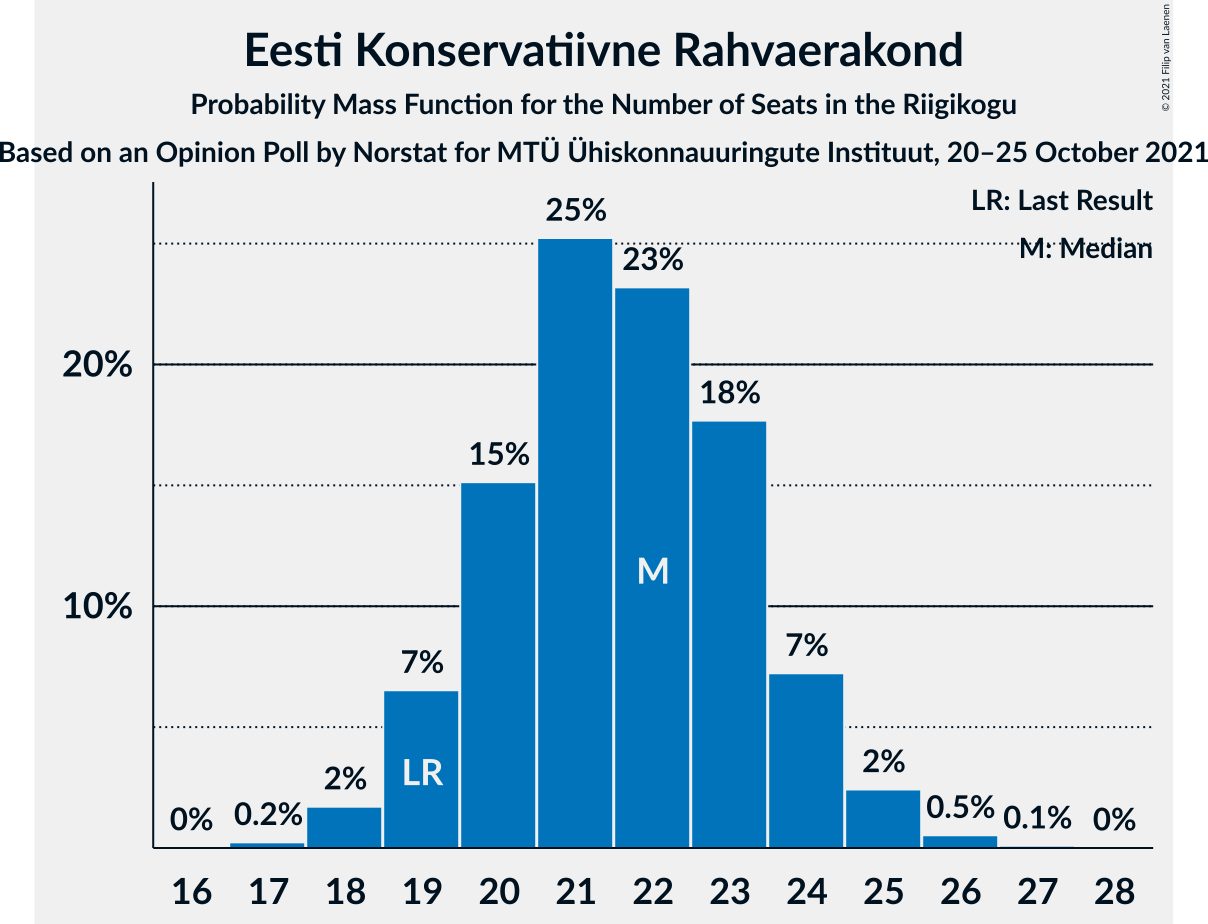 Eesti Konservatiivne Rahvaerakond
Probability Mass Function for the Number of Seats in the Riigikogu
Based on an Opinion Poll by Norstat for MTÜ Ühiskonnauuringute Instituut, 20–25 October 2021
© 2021 Filip van Laenen
LR: Last Result
M: Median
20%
10%
0%
0.2%
2%
7%
15%
25%
23%
18%
7%
2%
0.5%
0.1%
0%
LR
M
16 17 18 19 20 21 22 23 24 25 26 27 28